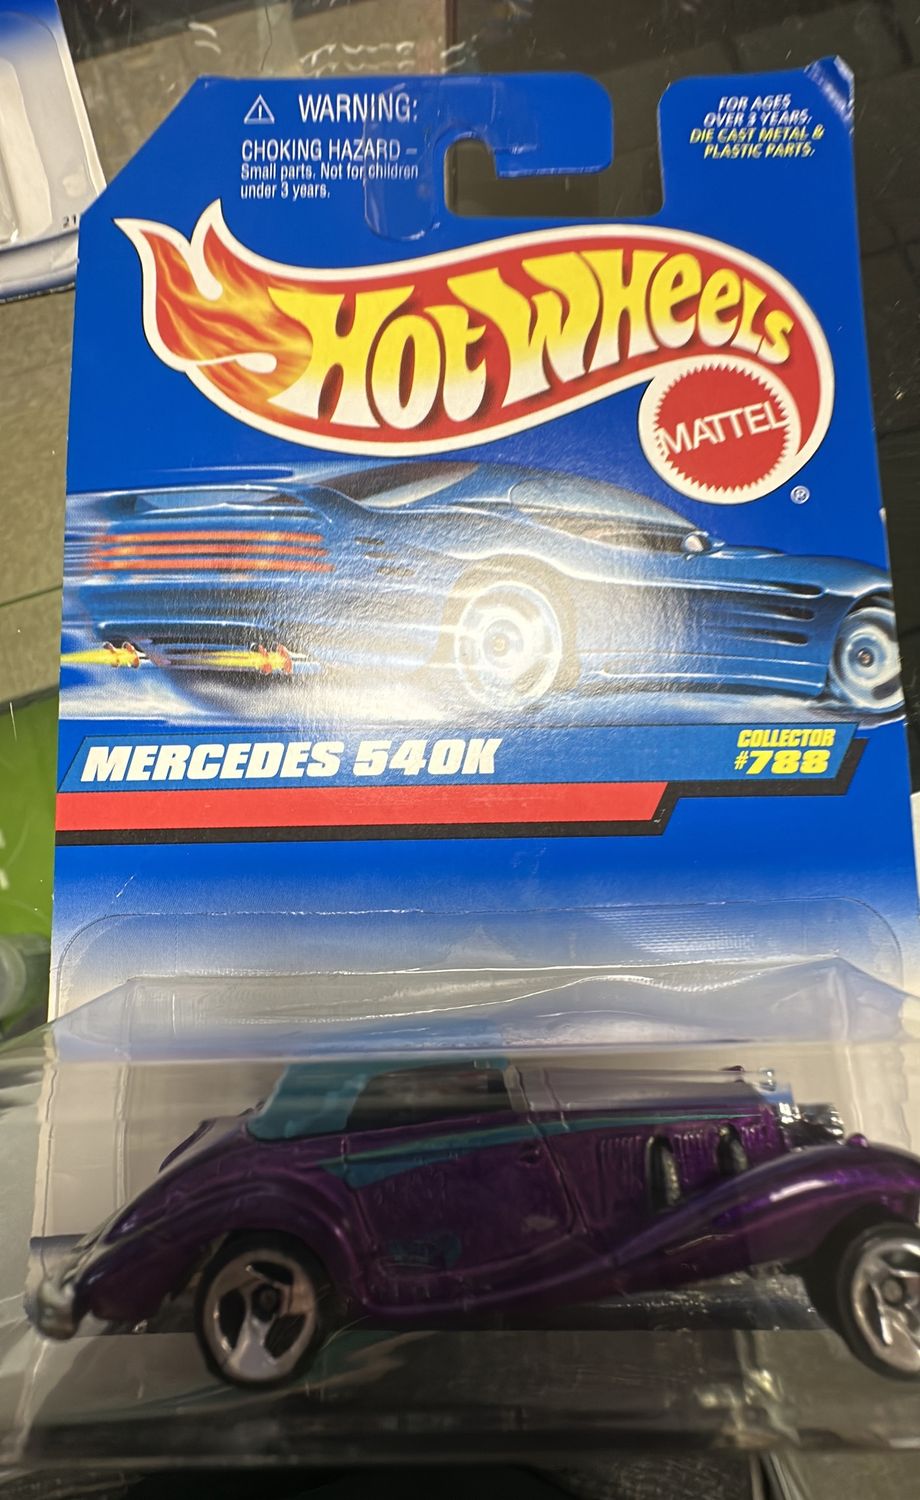 WARNING:
CHOKING HAZARD –
Small parts. Not for children
under 3 years.
FOR AGES
OVER 3 YEARS.
DIE CAST METAL &
PLASTIC PARTS.
HOT WHEELS
MATTEL
®
MERCEDES 540K
COLLECTOR
#788
21